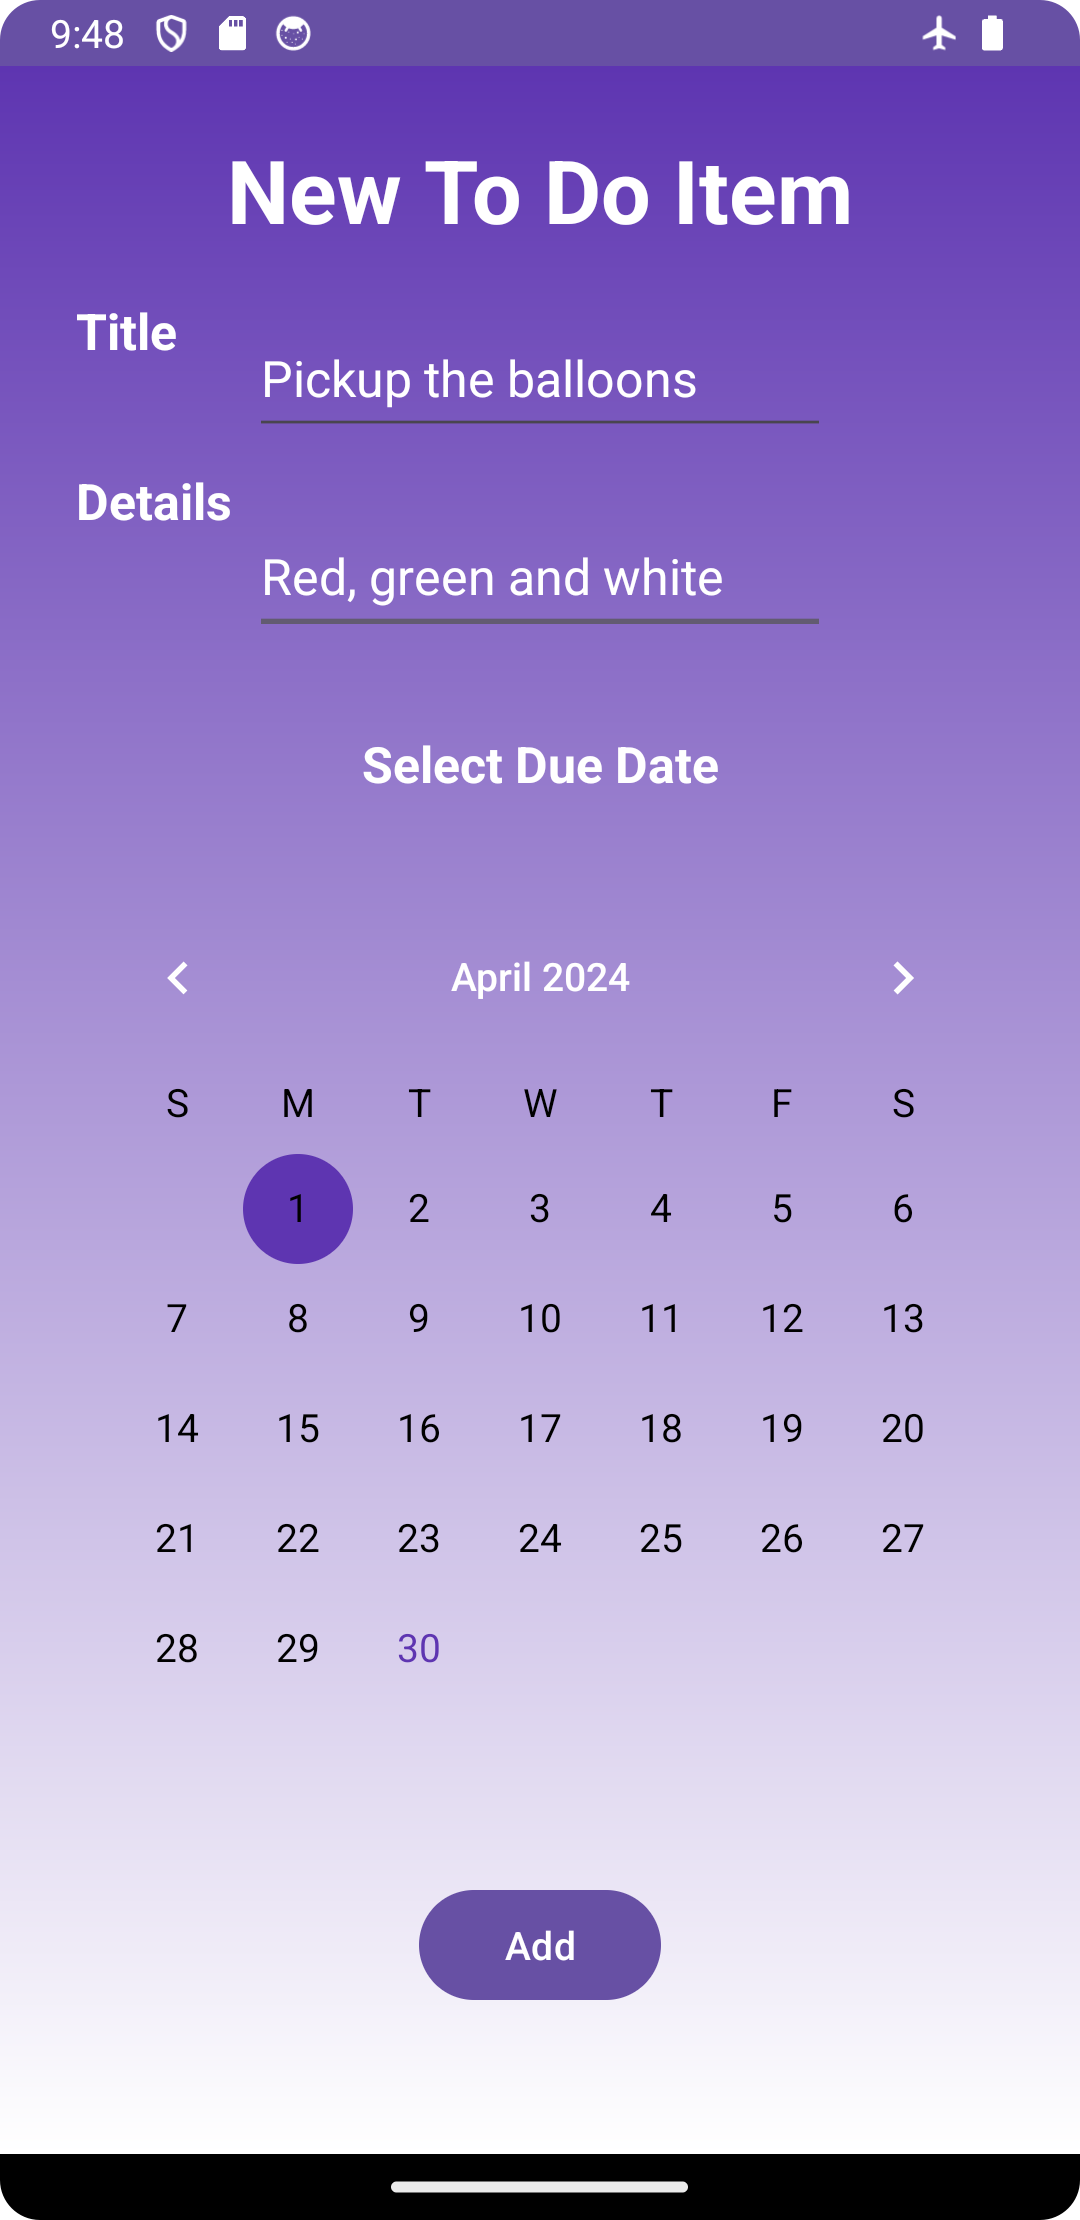 9:48
New To Do Item
Title
Pickup the balloons
Details
Red, green and white
Select Due Date
April 2024
S M T W T F S
1 2 3 4 5 6
7 8 9 10 11 12 13
14 15 16 17 18 19 20
21 22 23 24 25 26 27
28 29 30
Add